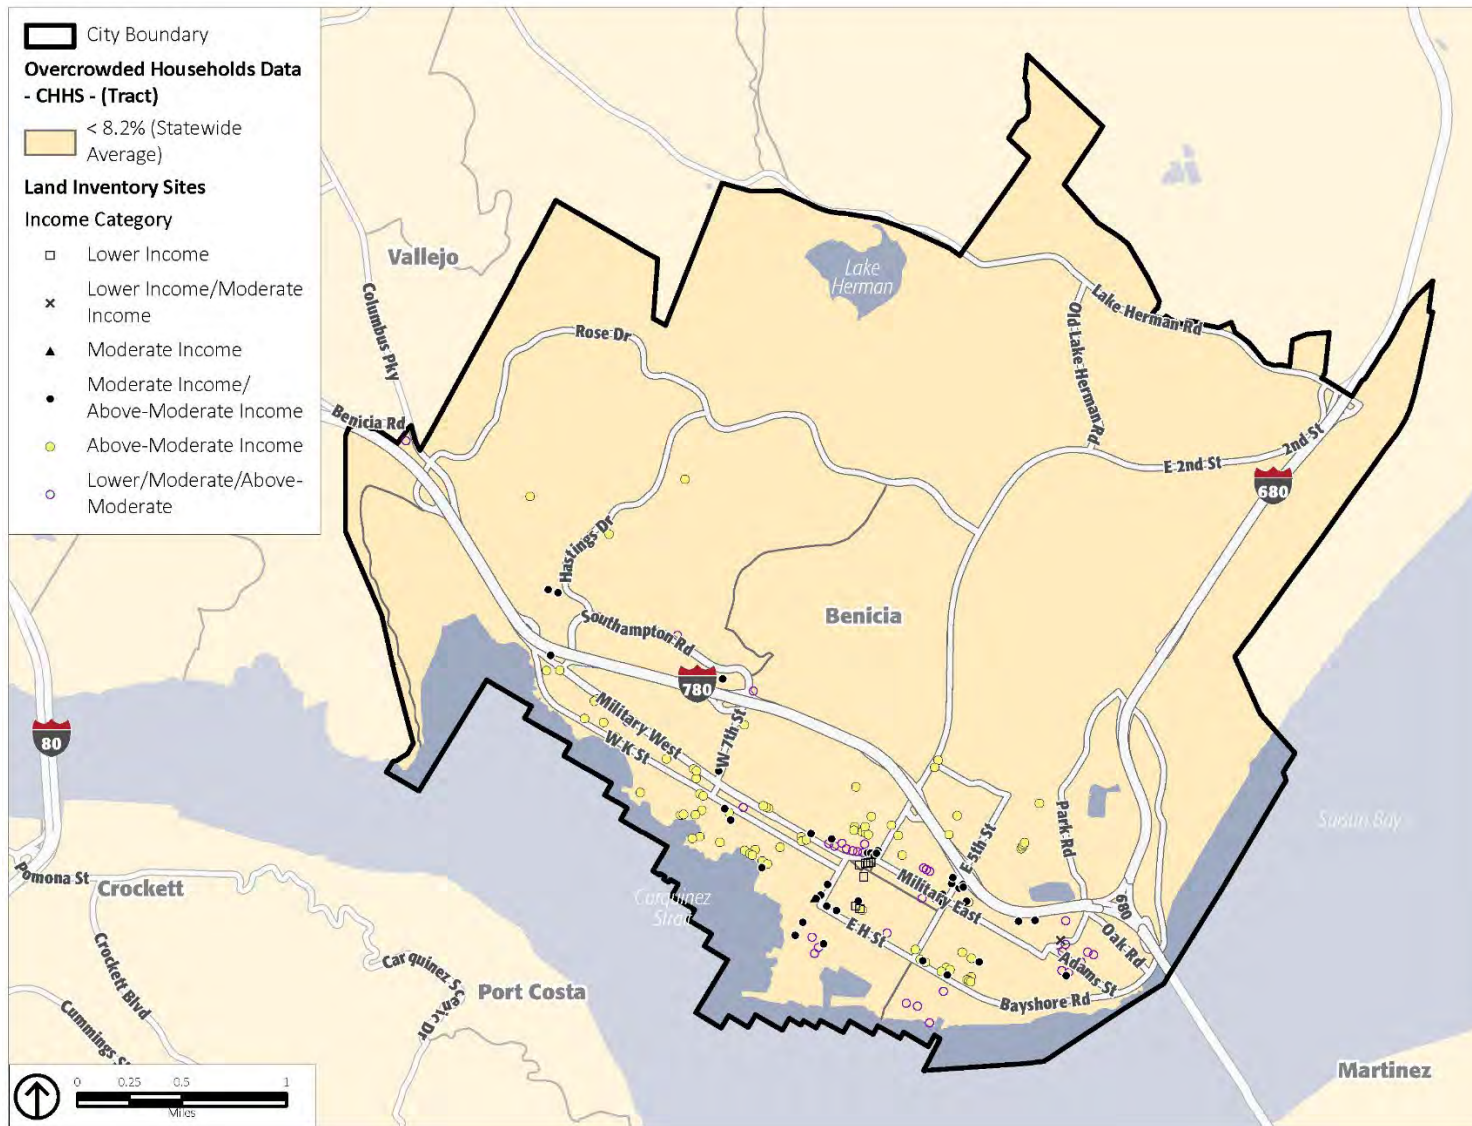 City Boundary
Overcrowded Households Data
- CHHS - (Tract)
< 8.2% (Statewide
Average)
Land Inventory Sites
Income Category
Lower Income
Lower Income/Moderate
Income
Moderate Income
Moderate Income/
Above-Moderate Income
Above-Moderate Income
Lower/Moderate/Above-
Moderate
Vallejo
Columbus Pky
Benicia Rd
Rose Dr
Lake
Herman
Lake Herman Rd
Old Lake Herman Rd
E 2nd St
2nd St
680
Hastings Dr
Southampton Rd
Benicia
780
80
Military West
W K St
W 7th St
E 5th St
Park Rd
Suisun Bay
Pomona St
Crockett
Carquinez
Strait
Military East
E H St
680
Oak Rd
Adams St
Bayshore Rd
Crockett Blvd
Carquinez Scenic Dr
Port Costa
Cummings
Martinez
0 0.25 0.5 1
Miles